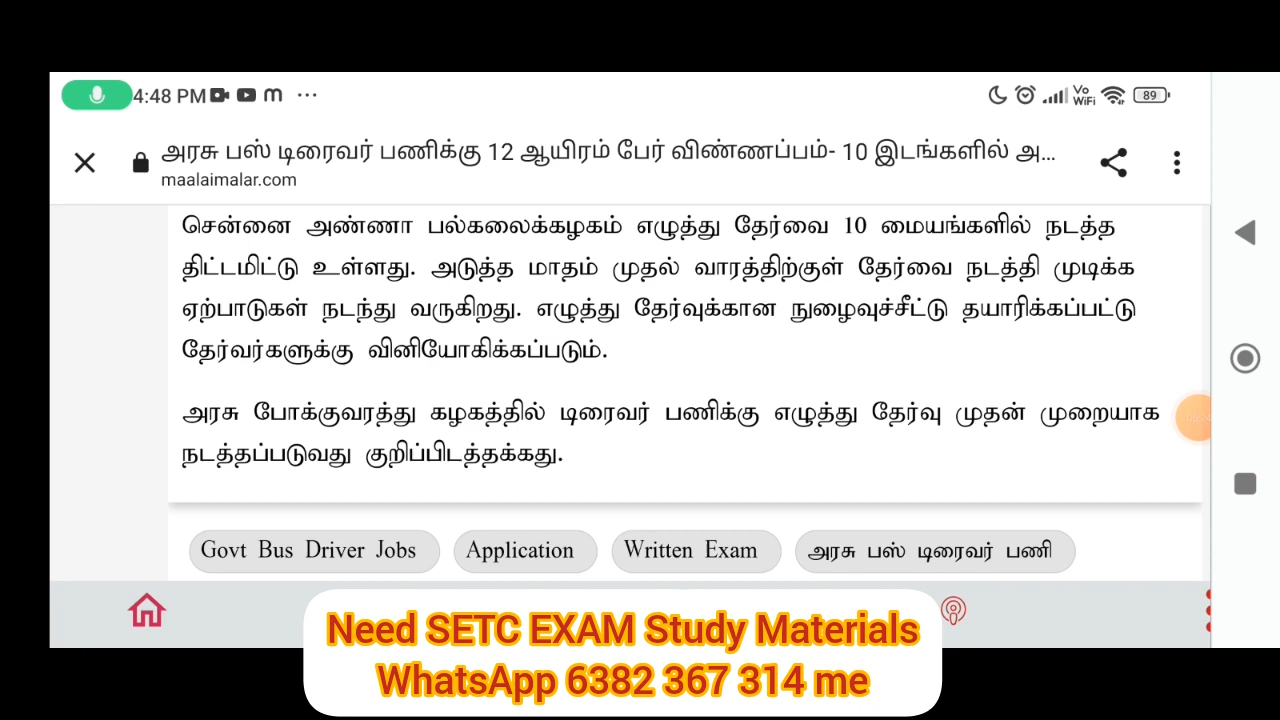 4:48 PM
Vo WiFi 89
அரசு பஸ் டிரைவர் பணிக்கு 12 ஆயிரம் பேர் விண்ணப்பம்- 10 இடங்களில் அ...
maalaimalar.com
சென்னை அண்ணா பல்கலைக்கழகம் எழுத்து தேர்வை 10 மையங்களில் நடத்த
திட்டமிட்டு உள்ளது. அடுத்த மாதம் முதல் வாரத்திற்குள் தேர்வை நடத்தி முடிக்க
ஏற்பாடுகள் நடந்து வருகிறது. எழுத்து தேர்வுக்கான நுழைவுச்சீட்டு தயாரிக்கப்பட்டு
தேர்வர்களுக்கு வினியோகிக்கப்படும்.
அரசு போக்குவரத்து கழகத்தில் டிரைவர் பணிக்கு எழுத்து தேர்வு முதன் முறையாக
நடத்தப்படுவது குறிப்பிடத்தக்கது.
Govt Bus Driver Jobs Application Written Exam அரசு பஸ் டிரைவர் பணி
Need SETC EXAM Study Materials
WhatsApp 6382 367 314 me